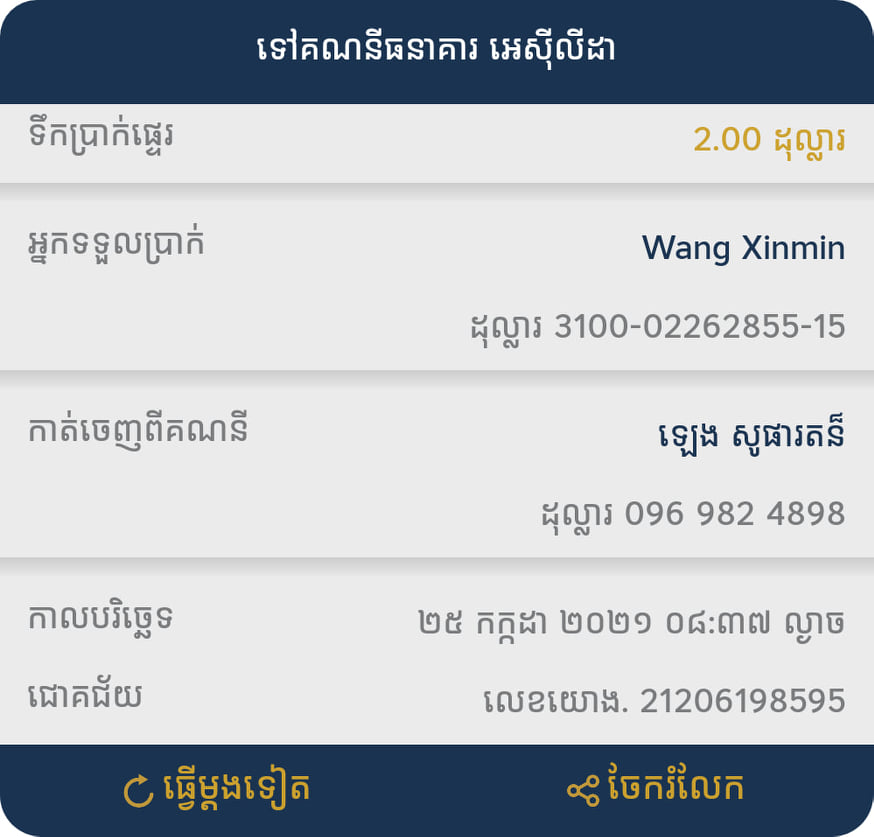 ទៅគណនីធនាគារ អេស៊ីលីដា
ទឹកប្រាក់ផ្ទេរ 2.00 ដុល្លារ
អ្នកទទួលប្រាក់ Wang Xinmin
ដុល្លារ 3100-02262855-15
កាត់ចេញពីគណនី ឡេង សូផារតន៏
ដុល្លារ 096 982 4898
កាលបរិច្ឆេទ ២៥ កក្កដា ២០២១ ០៨:៣៧ ល្ងាច
ជោគជ័យ លេខយោង. 21206198595
ធ្វើម្តងទៀត ចែករំលែក